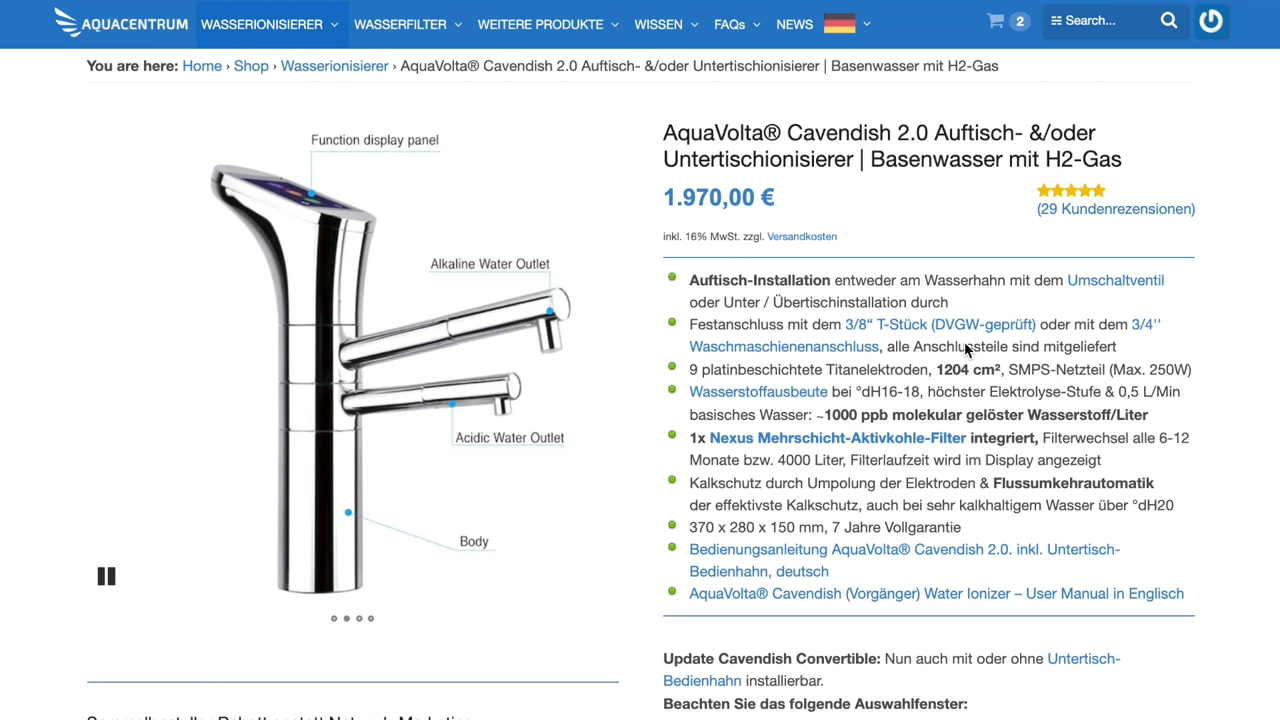 AQUACENTRUM WASSERIONISIERER WASSERFILTER WEITERE PRODUKTE WISSEN FAQs NEWS 2 Search...
You are here: Home › Shop › Wasserionisierer › AquaVolta® Cavendish 2.0 Auftisch- &/oder Untertischionisierer | Basenwasser mit H2-Gas
Function display panel
Alkaline Water Outlet
Acidic Water Outlet
Body
AquaVolta® Cavendish 2.0 Auftisch- &/oder
Untertischionisierer | Basenwasser mit H2-Gas
1.970,00 €
(29 Kundenrezensionen)
inkl. 16% MwSt. zzgl. Versandkosten
Auftisch-Installation entweder am Wasserhahn mit dem Umschaltventil
oder Unter / Übertischinstallation durch
Festanschluss mit dem 3/8“ T-Stück (DVGW-geprüft) oder mit dem 3/4''
Waschmaschienenanschluss, alle Anschlussteile sind mitgeliefert
9 platinbeschichtete Titanelektroden, 1204 cm², SMPS-Netzteil (Max. 250W)
Wasserstoffausbeute bei °dH16-18, höchster Elektrolyse-Stufe & 0,5 L/Min
basisches Wasser: ~1000 ppb molekular gelöster Wasserstoff/Liter
1x Nexus Mehrschicht-Aktivkohle-Filter integriert, Filterwechsel alle 6-12
Monate bzw. 4000 Liter, Filterlaufzeit wird im Display angezeigt
Kalkschutz durch Umpolung der Elektroden & Flussumkehrautomatik
der effektivste Kalkschutz, auch bei sehr kalkhaltigem Wasser über °dH20
370 x 280 x 150 mm, 7 Jahre Vollgarantie
Bedienungsanleitung AquaVolta® Cavendish 2.0. inkl. Untertisch-
Bedienhahn, deutsch
AquaVolta® Cavendish (Vorgänger) Water Ionizer – User Manual in Englisch
Update Cavendish Convertible: Nun auch mit oder ohne Untertisch-
Bedienhahn installierbar.
Beachten Sie das folgende Auswahlfenster: